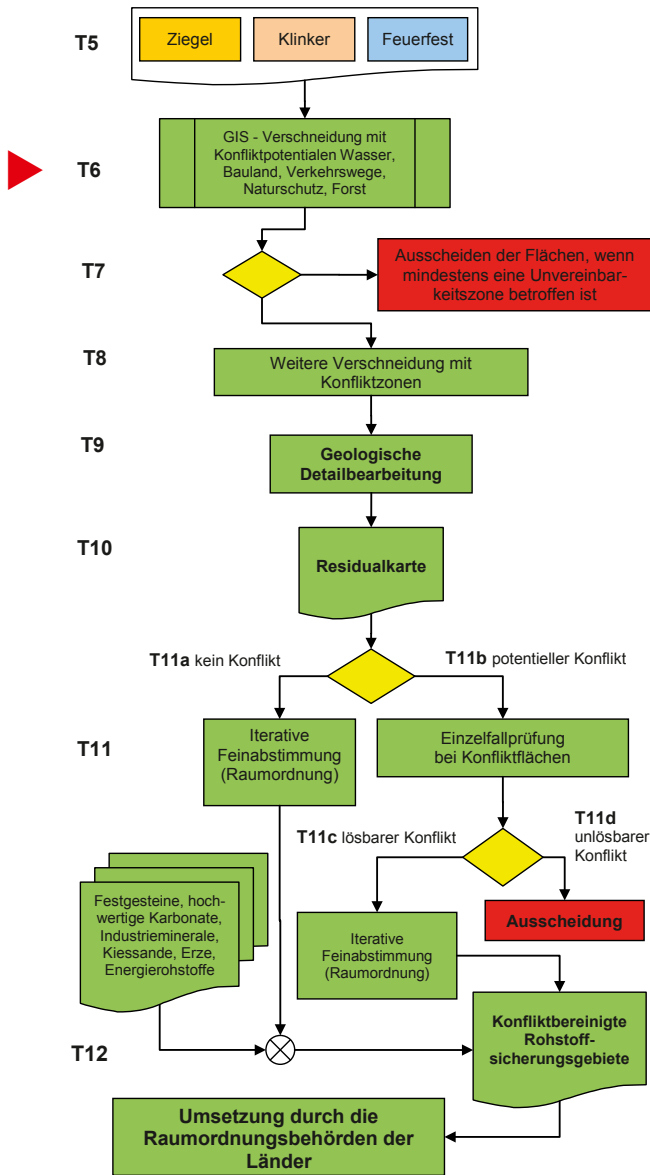 T5
Ziegel
Klinker
Feuerfest
T6
GIS - Verschneidung mit
Konfliktpotentialen Wasser,
Bauland, Verkehrswege,
Naturschutz, Forst
T7
Ausscheiden der Flächen, wenn
mindestens eine Unvereinbar-
keitszone betroffen ist
T8
Weitere Verschneidung mit
Konfliktzonen
T9
Geologische
Detailbearbeitung
T10
Residualkarte
T11a kein Konflikt
T11b potentieller Konflikt
T11
Iterative
Feinabstimmung
(Raumordnung)
Einzelfallprüfung
bei Konfliktflächen
T11c lösbarer Konflikt
T11d
unlösbarer
Konflikt
Festgesteine, hoch-
wertige Karbonate,
Industrieminerale,
Kiessande, Erze,
Energierohstoffe
Iterative
Feinabstimmung
(Raumordnung)
Ausscheidung
T12
Konfliktbereinigte
Rohstoff-
sicherungsgebiete
Umsetzung durch die
Raumordnungsbehörden der
Länder